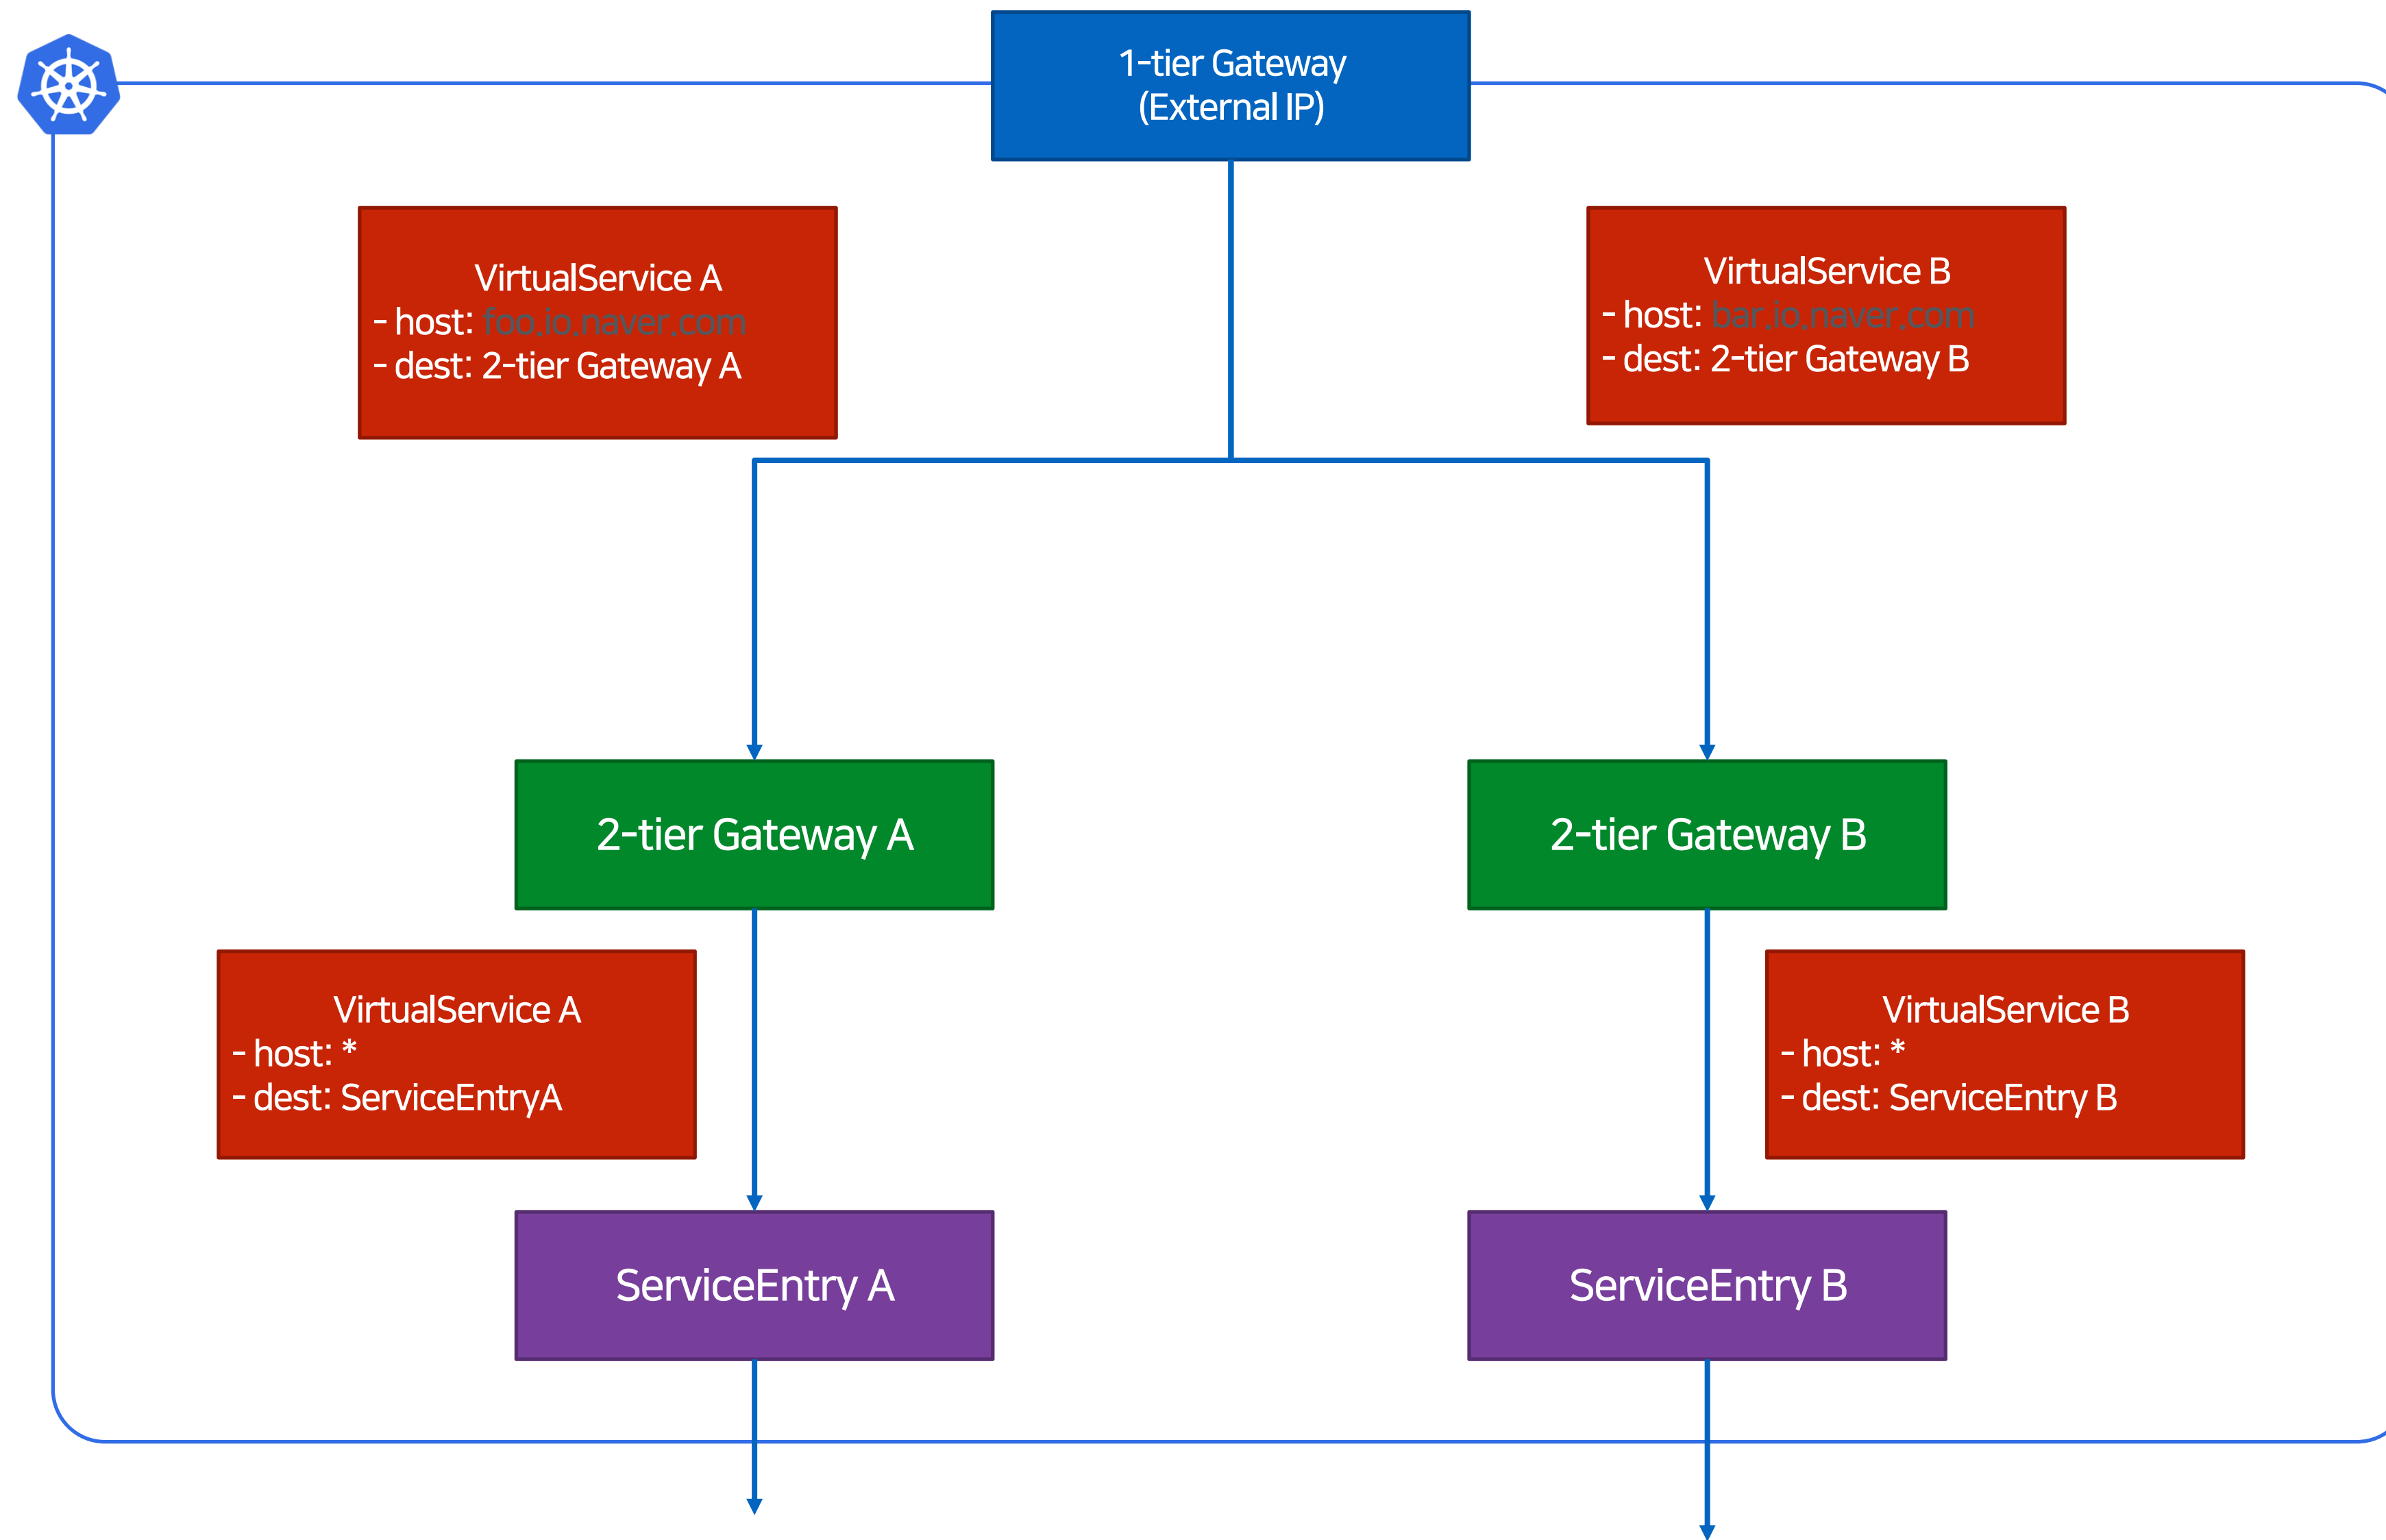 1-tier Gateway
(External IP)
VirtualService A
- host: foo.io.naver.com
- dest: 2-tier Gateway A
VirtualService B
- host: bar.io.naver.com
- dest: 2-tier Gateway B
2-tier Gateway A
2-tier Gateway B
VirtualService A
- host: *
- dest: ServiceEntryA
VirtualService B
- host: *
- dest: ServiceEntry B
ServiceEntry A
ServiceEntry B